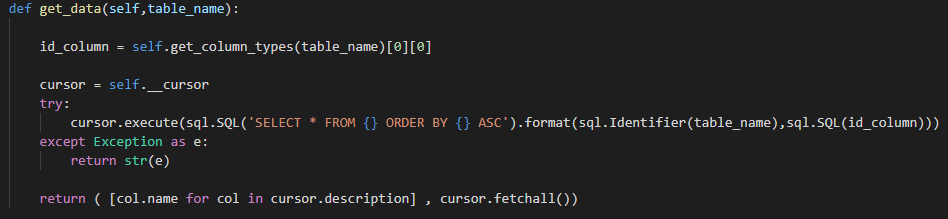 def get_data(self,table_name):
id_column = self.get_column_types(table_name)[0][0]
cursor = self.__cursor
try:
cursor.execute(sql.SQL('SELECT * FROM {} ORDER BY {} ASC').format(sql.Identifier(table_name),sql.SQL(id_column)))
except Exception as e:
return str(e)
return ( [col.name for col in cursor.description] , cursor.fetchall())